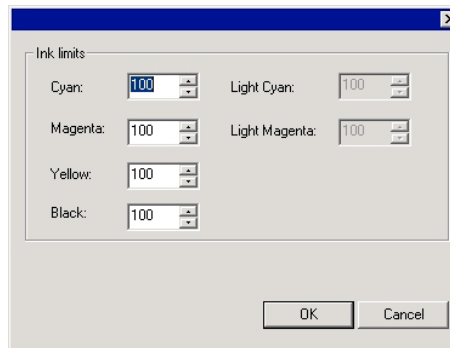 Ink limits
Cyan: 100 Light Cyan: 100
Magenta: 100 Light Magenta: 100
Yellow: 100
Black: 100
OK Cancel